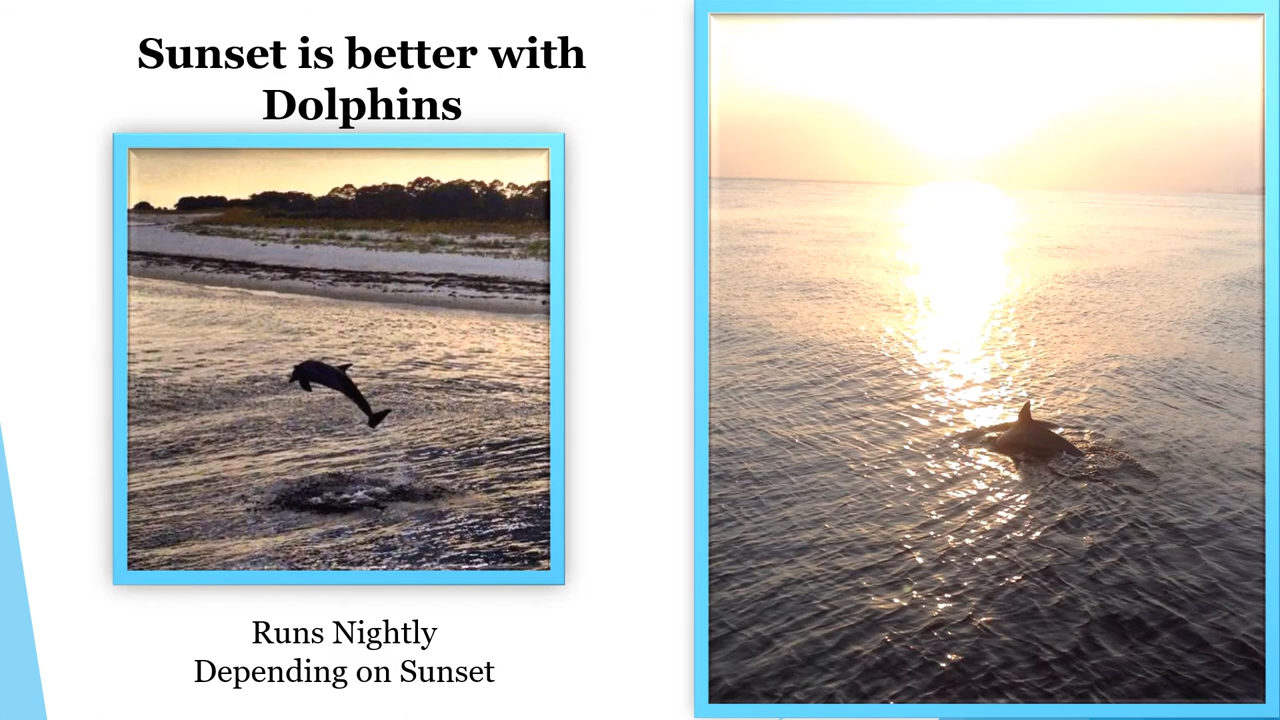 Sunset is better with
Dolphins
Runs Nightly
Depending on Sunset